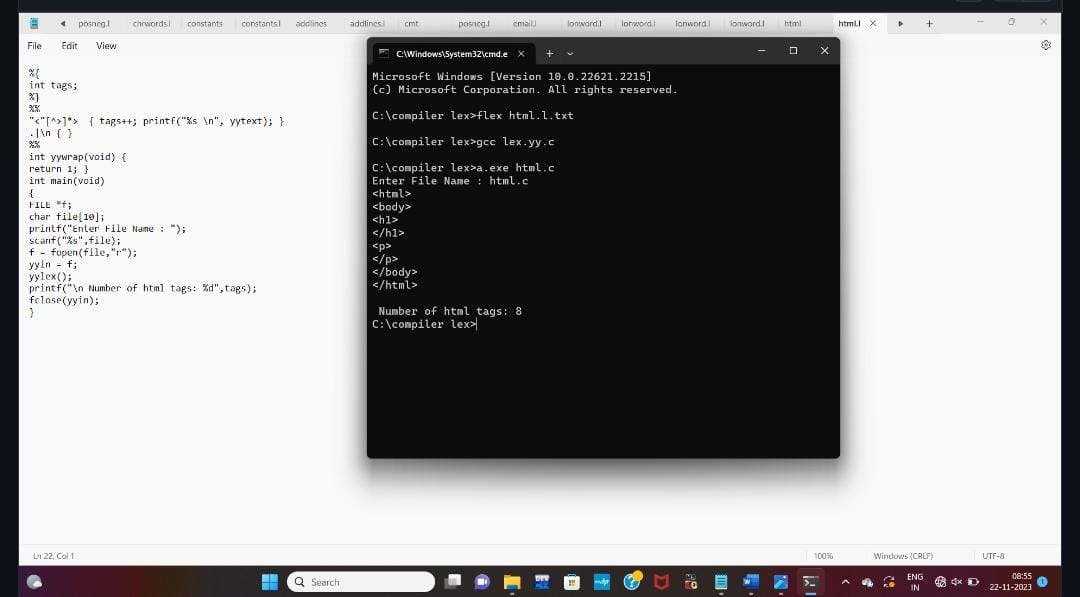 posneg.l chrwords.l constants constants.l addlines addlines.l cmt posneg.l email.l lonword.l lonword.l lonword.l lonword.l html html.l
File Edit View
%{
int tags;
%}
%%
"<"[^>]*> { tags++; printf("%s \n", yytext); }
.|\n { }
%%
int yywrap(void) {
return 1; }
int main(void)
{
FILE *f;
char file[10];
printf("Enter File Name : ");
scanf("%s",file);
f = fopen(file,"r");
yyin = f;
yylex();
printf("\n Number of html tags: %d",tags);
fclose(yyin);
}
C:\Windows\System32\cmd.e
Microsoft Windows [Version 10.0.22621.2215]
(c) Microsoft Corporation. All rights reserved.
C:\compiler lex>flex html.l.txt
C:\compiler lex>gcc lex.yy.c
C:\compiler lex>a.exe html.c
Enter File Name : html.c
<html>
<body>
<h1>
</h1>
<p>
</p>
</body>
</html>
Number of html tags: 8
C:\compiler lex>
Ln 22, Col 1 100% Windows (CRLF) UTF-8
Search
DEV
myhp
W
ENG
IN
08:55
22-11-2023